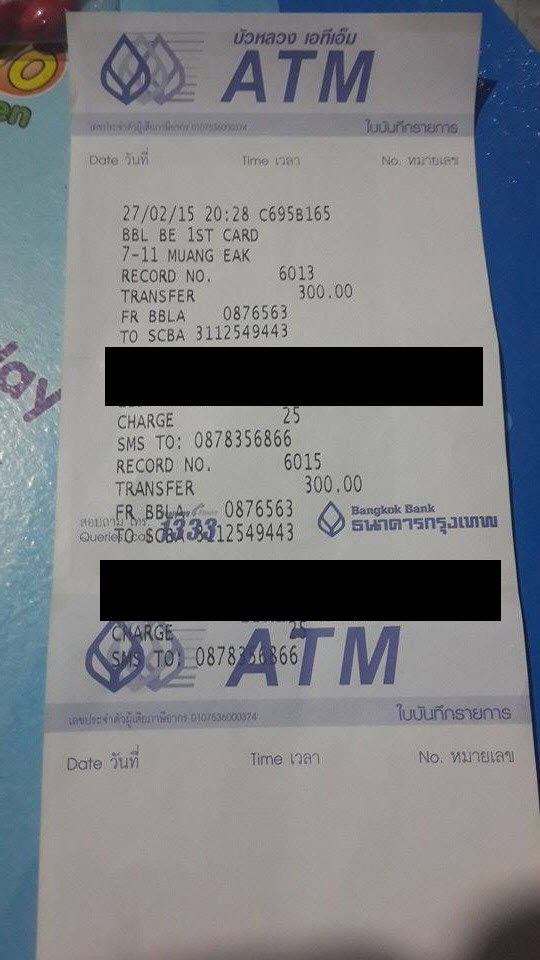 บัวหลวง เอทีเอ็ม
ATM
เลขประจำตัวผู้เสียภาษีอากร 0107536000374 ใบบันทึกรายการ
Date วันที่ Time เวลา No. หมายเลข
27/02/15 20:28 C695B165
BBL BE 1ST CARD
7-11 MUANG EAK
RECORD NO. 6013
TRANSFER 300.00
FR BBLA 0876563
TO SCBA 3112549443
CHARGE 25
SMS TO: 0878356866
RECORD NO. 6015
TRANSFER 300.00
FR BBLA 0876563
สอบถาม โทร. 1333
Queries, call
TO SCBA 3112549443
Bangkok Bank
ธนาคารกรุงเทพ
CHARGE 25
ATM
SMS TO: 0878356866
เลขประจำตัวผู้เสียภาษีอากร 0107536000374 ใบบันทึกรายการ
Date วันที่ Time เวลา No. หมายเลข